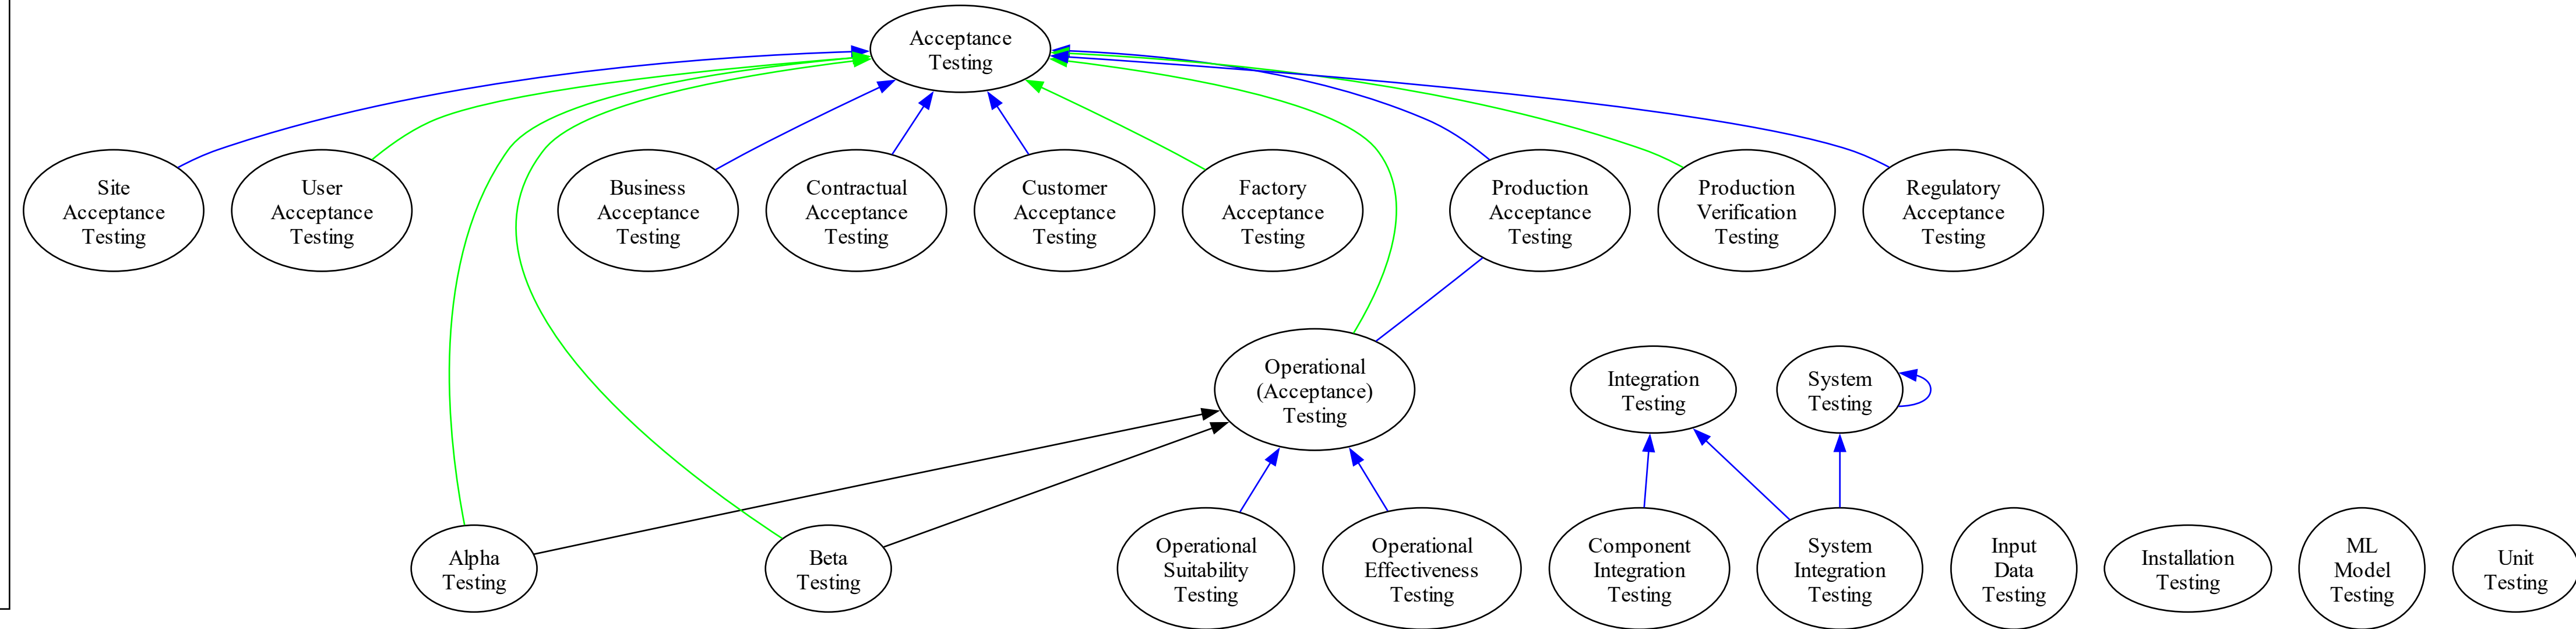 Acceptance
Testing
Site
Acceptance
Testing
User
Acceptance
Testing
Business
Acceptance
Testing
Contractual
Acceptance
Testing
Customer
Acceptance
Testing
Factory
Acceptance
Testing
Production
Acceptance
Testing
Production
Verification
Testing
Regulatory
Acceptance
Testing
Operational
(Acceptance)
Testing
Integration
Testing
System
Testing
Alpha
Testing
Beta
Testing
Operational
Suitability
Testing
Operational
Effectiveness
Testing
Component
Integration
Testing
System
Integration
Testing
Input
Data
Testing
Installation
Testing
ML
Model
Testing
Unit
Testing